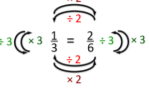 × 2
÷ 2
÷ 3 × 3 1/3 = 2/6 ÷ 3 × 3
÷ 2
× 2